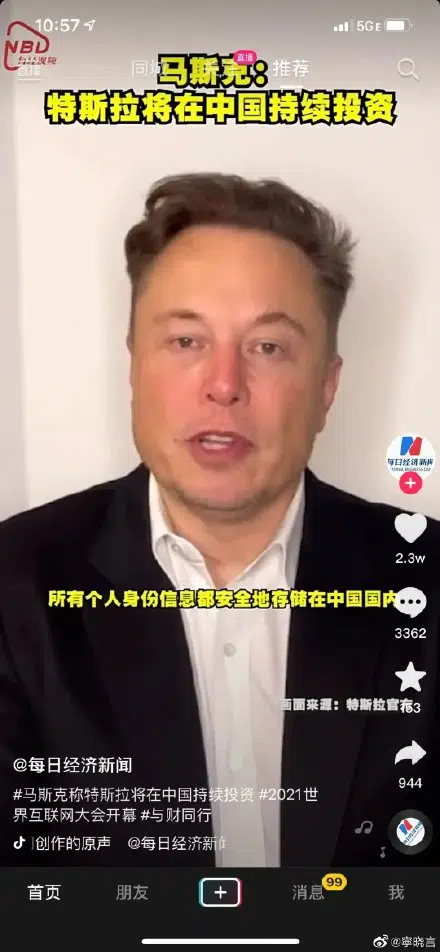 10:57
5G E
NBD
每经视频
直播
同城
直播
推荐
马斯克：
特斯拉将在中国持续投资
每日经济新闻
2.3w
所有个人身份信息都安全地存储在中国国内
3362
画面来源：特斯拉官
153
944
@每日经济新闻
#马斯克称特斯拉将在中国持续投资 #2021世
界互联网大会开幕 #与财同行
创作的原声 @每日经济新闻
首页
朋友
消息
99
我
@寧晓言